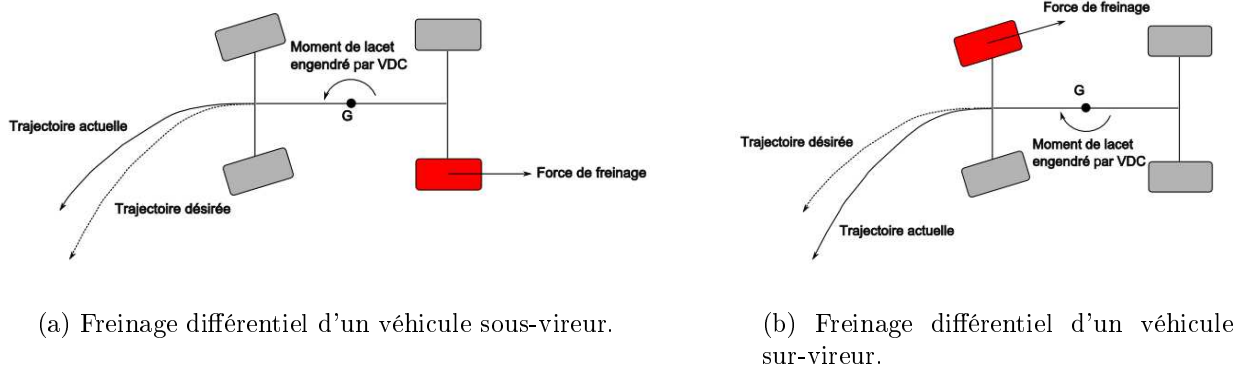 Moment de lacet
engendré par VDC
G
Trajectoire actuelle
Trajectoire désirée
Force de freinage
(a) Freinage différentiel d'un véhicule sous-vireur.
Force de freinage
G
Trajectoire désirée
Moment de lacet
engendré par VDC
Trajectoire actuelle
(b) Freinage différentiel d'un véhicule
sur-vireur.